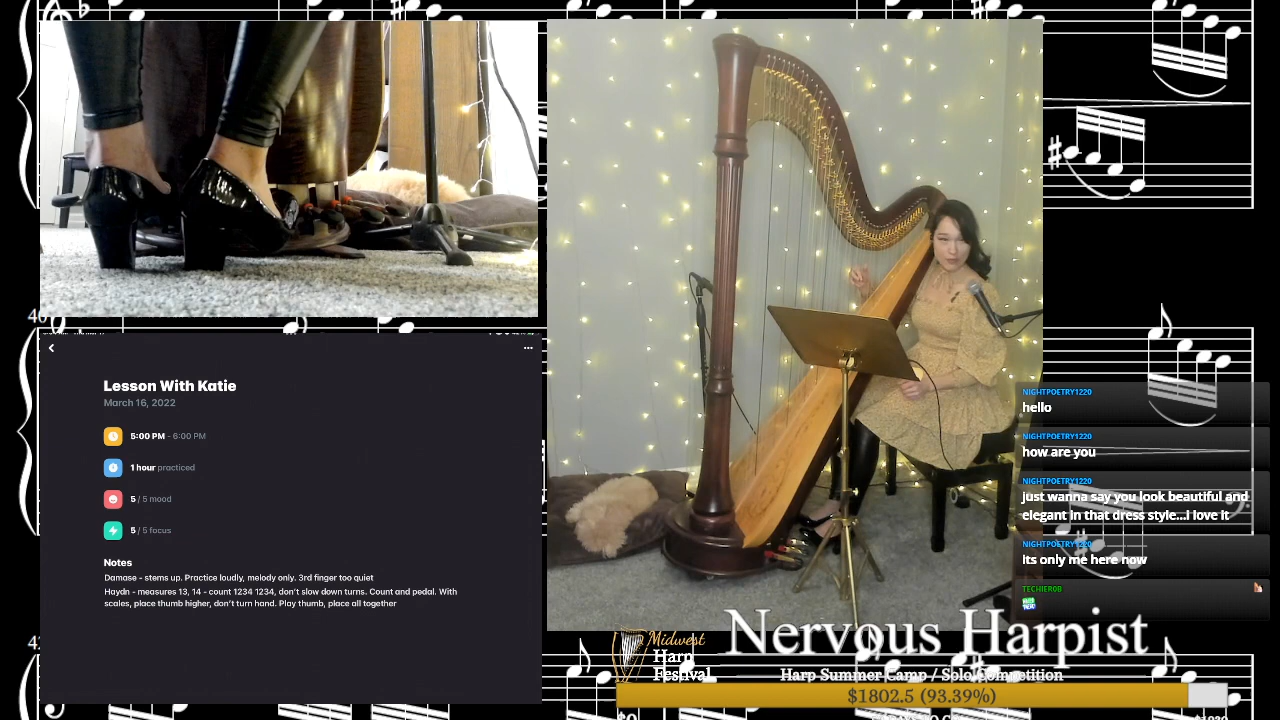 Lesson With Katie
March 16, 2022
5:00 PM - 6:00 PM
1 hour practiced
5 / 5 mood
5 / 5 focus
Notes
Damase - stems up. Practice loudly, melody only. 3rd finger too quiet
Haydn - measures 13, 14 - count 1234 1234, don't slow down turns. Count and pedal. With
scales, place thumb higher, don't turn hand. Play thumb, place all together
NIGHTPOETRY1220
hello
NIGHTPOETRY1220
how are you
NIGHTPOETRY1220
just wanna say you look beautiful and
elegant in that dress style...i love it
NIGHTPOETRY1220
its only me here now
TECHIEROB
Midwest
Harp
Festival
Nervous Harpist
Harp Summer Camp / Solo Competition
$1802.5 (93.39%)